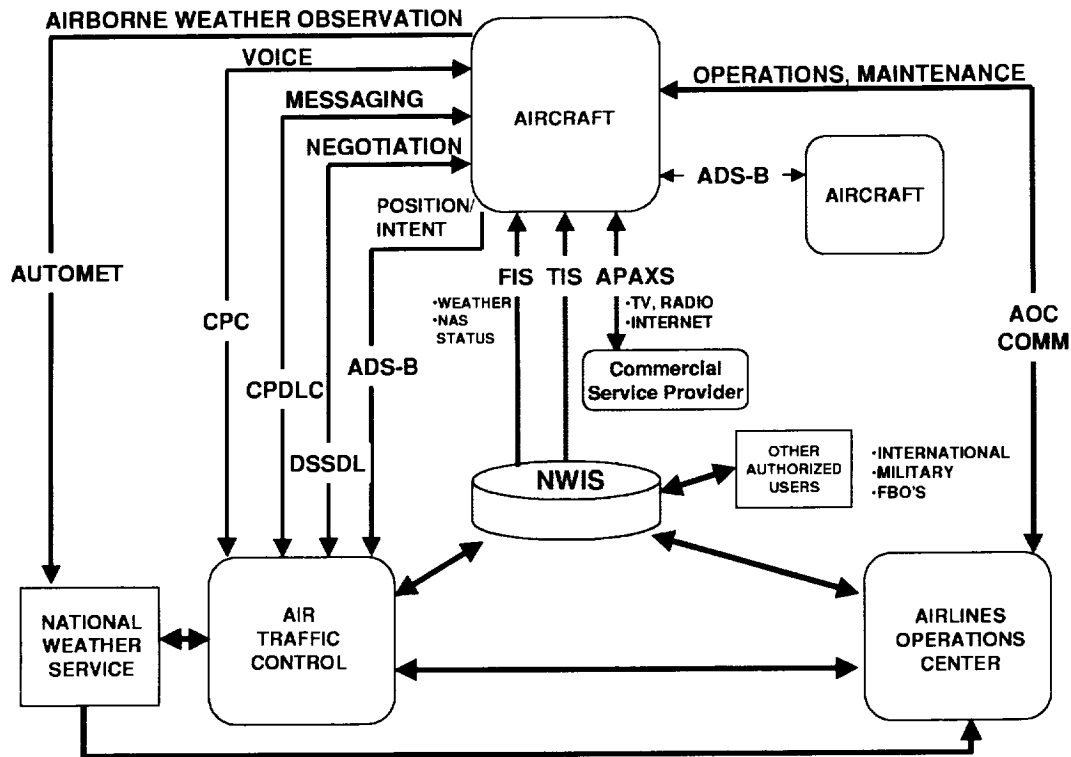 AIRBORNE WEATHER OBSERVATION
VOICE
MESSAGING
NEGOTIATION
POSITION/
INTENT
AIRCRAFT
OPERATIONS, MAINTENANCE
ADS-B
AIRCRAFT
AUTOMET
CPC
CPDLC
DSSDL
ADS-B
FIS
•WEATHER
•NAS
STATUS
TIS
APAXS
•TV, RADIO
•INTERNET
Commercial
Service Provider
AOC
COMM
NWIS
OTHER
AUTHORIZED
USERS
•INTERNATIONAL
•MILITARY
•FBO'S
NATIONAL
WEATHER
SERVICE
AIR
TRAFFIC
CONTROL
AIRLINES
OPERATIONS
CENTER